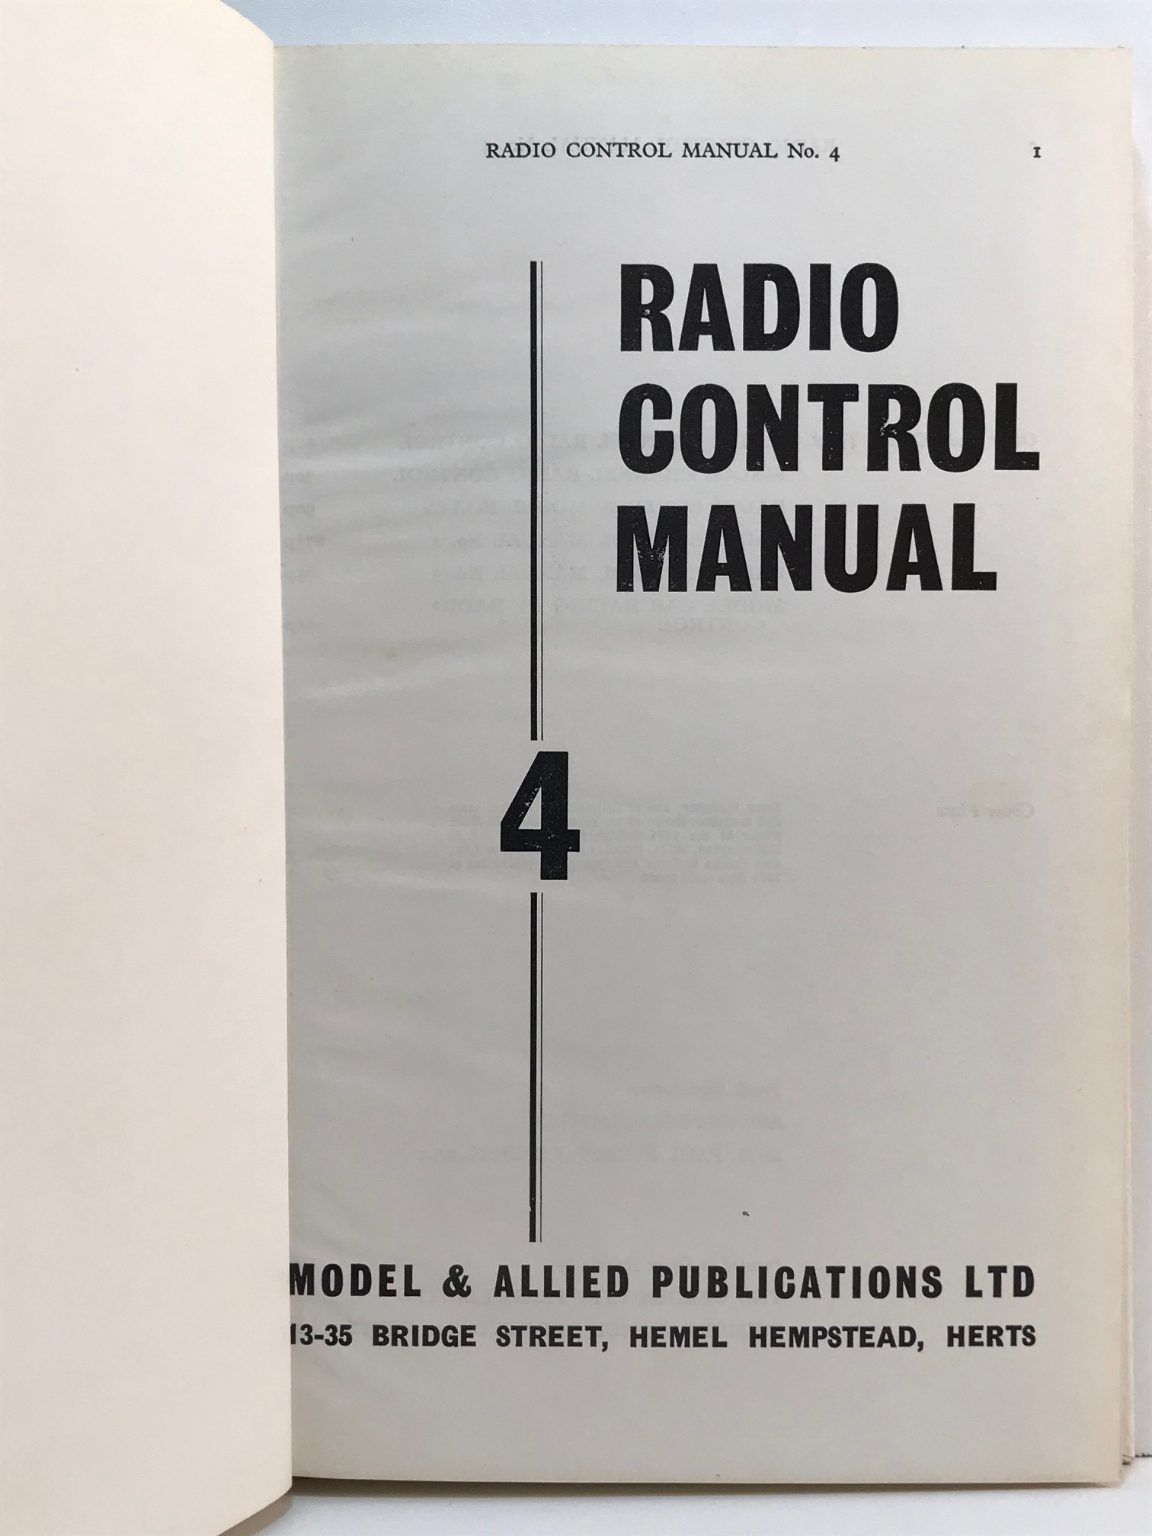 RADIO CONTROL MANUAL No. 4 1
RADIO
CONTROL
MANUAL
4
MODEL & ALLIED PUBLICATIONS LTD
13-35 BRIDGE STREET, HEMEL HEMPSTEAD, HERTS